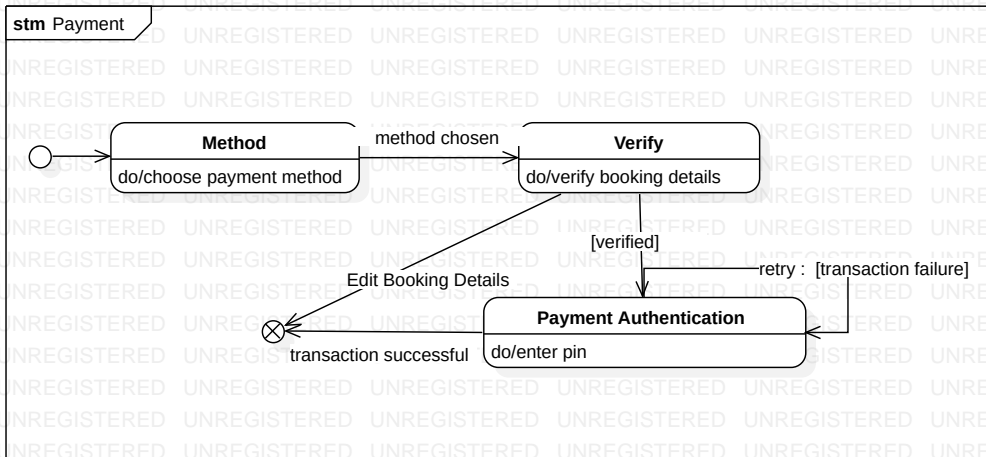 stm Payment
Method
do/choose payment method
method chosen
Verify
do/verify booking details
[verified]
Edit Booking Details
retry : [transaction failure]
Payment Authentication
do/enter pin
transaction successful
UNREGISTERED